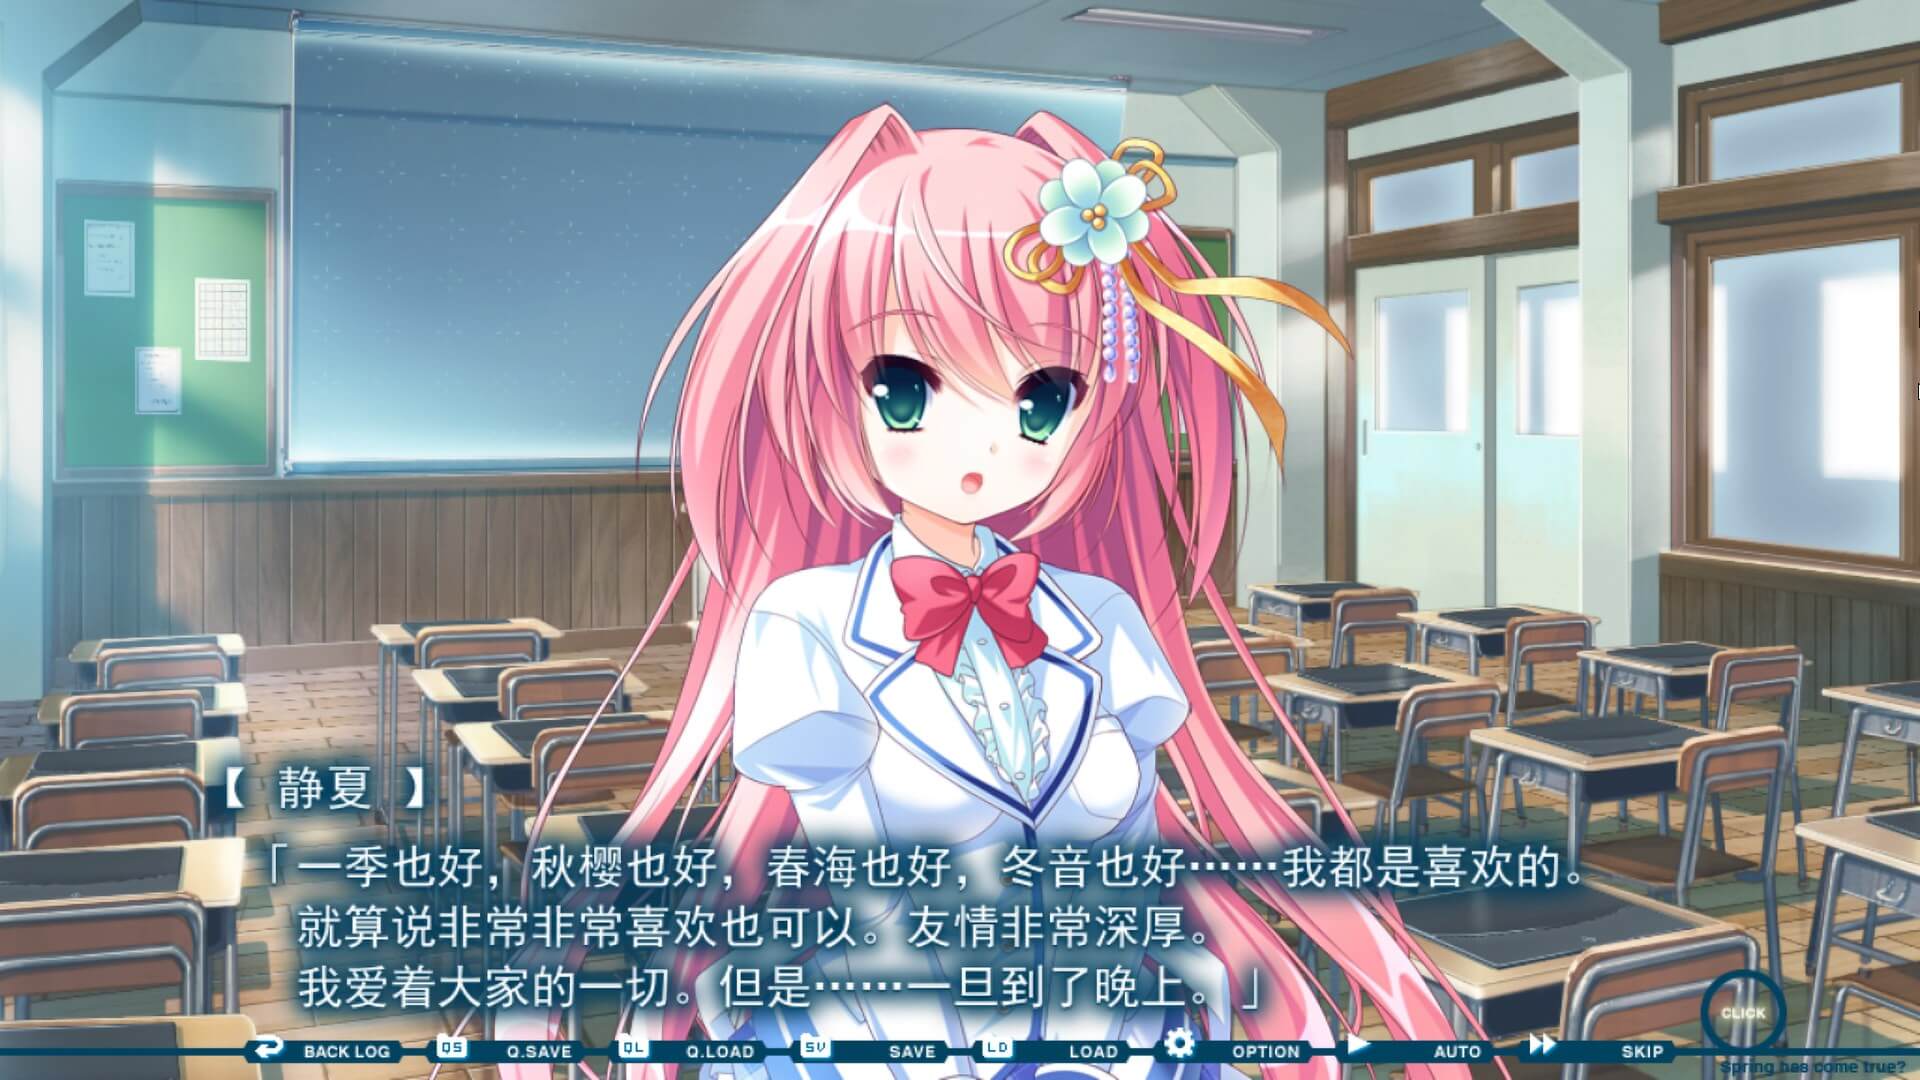 【 静夏 】
「一季也好，秋樱也好，春海也好，冬音也好……我都是喜欢的。
就算说非常非常喜欢也可以。友情非常深厚。
我爱着大家的一切。但是……一旦到了晚上。」
CLICK
BACK LOG QS Q.SAVE QL Q.LOAD SV SAVE LD LOAD OPTION AUTO SKIP
Spring has come true?